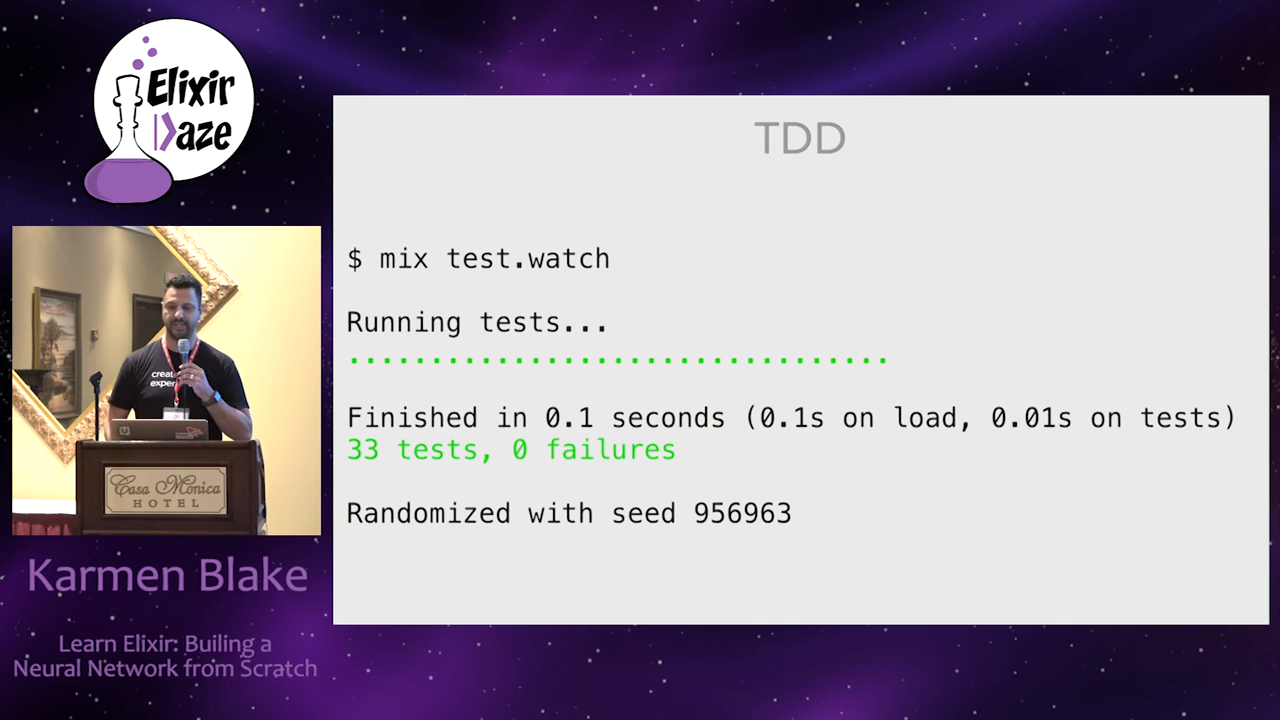 Elixir
Daze
TDD
$ mix test.watch
Running tests...
.................................
Finished in 0.1 seconds (0.1s on load, 0.01s on tests)
33 tests, 0 failures
Randomized with seed 956963
Casa Monica
HOTEL
Karmen Blake
Learn Elixir: Builing a
Neural Network from Scratch